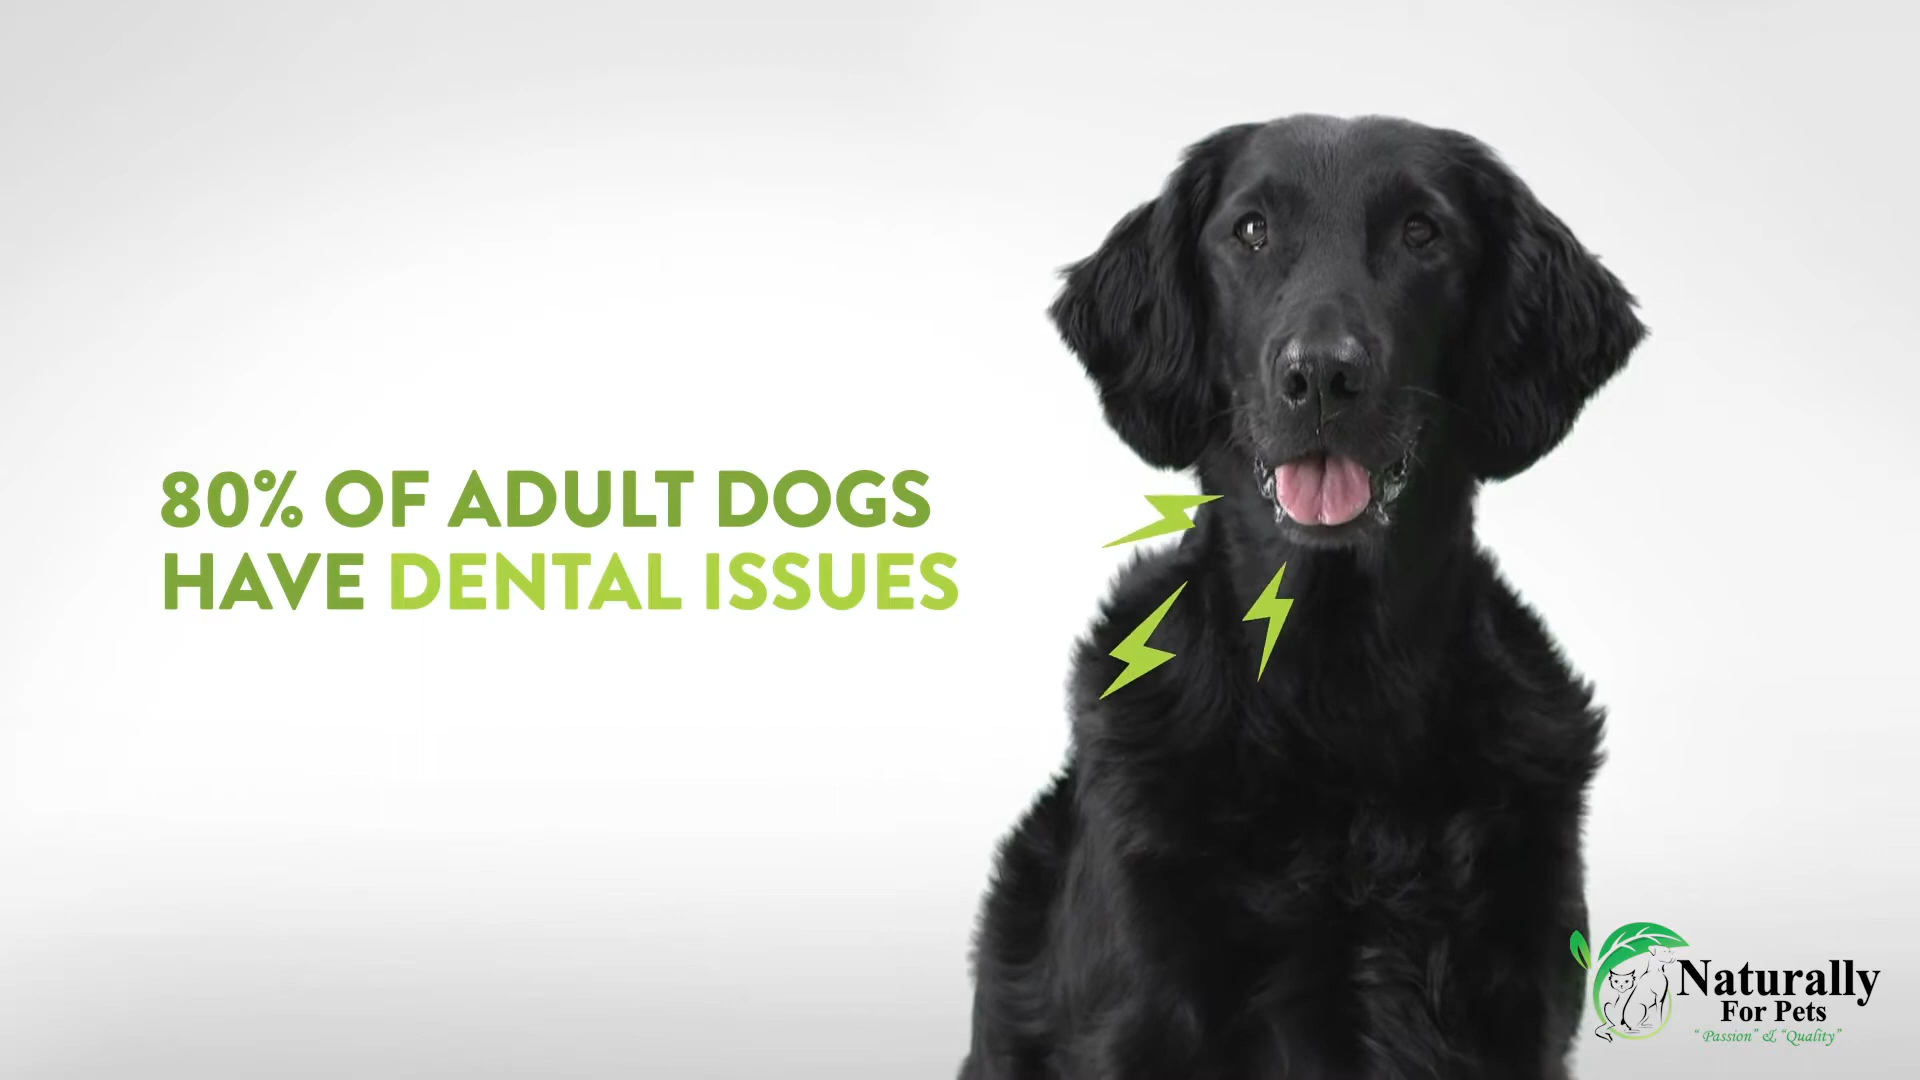 80% OF ADULT DOGS
HAVE DENTAL ISSUES
Naturally
For Pets
"Passion" & "Quality"